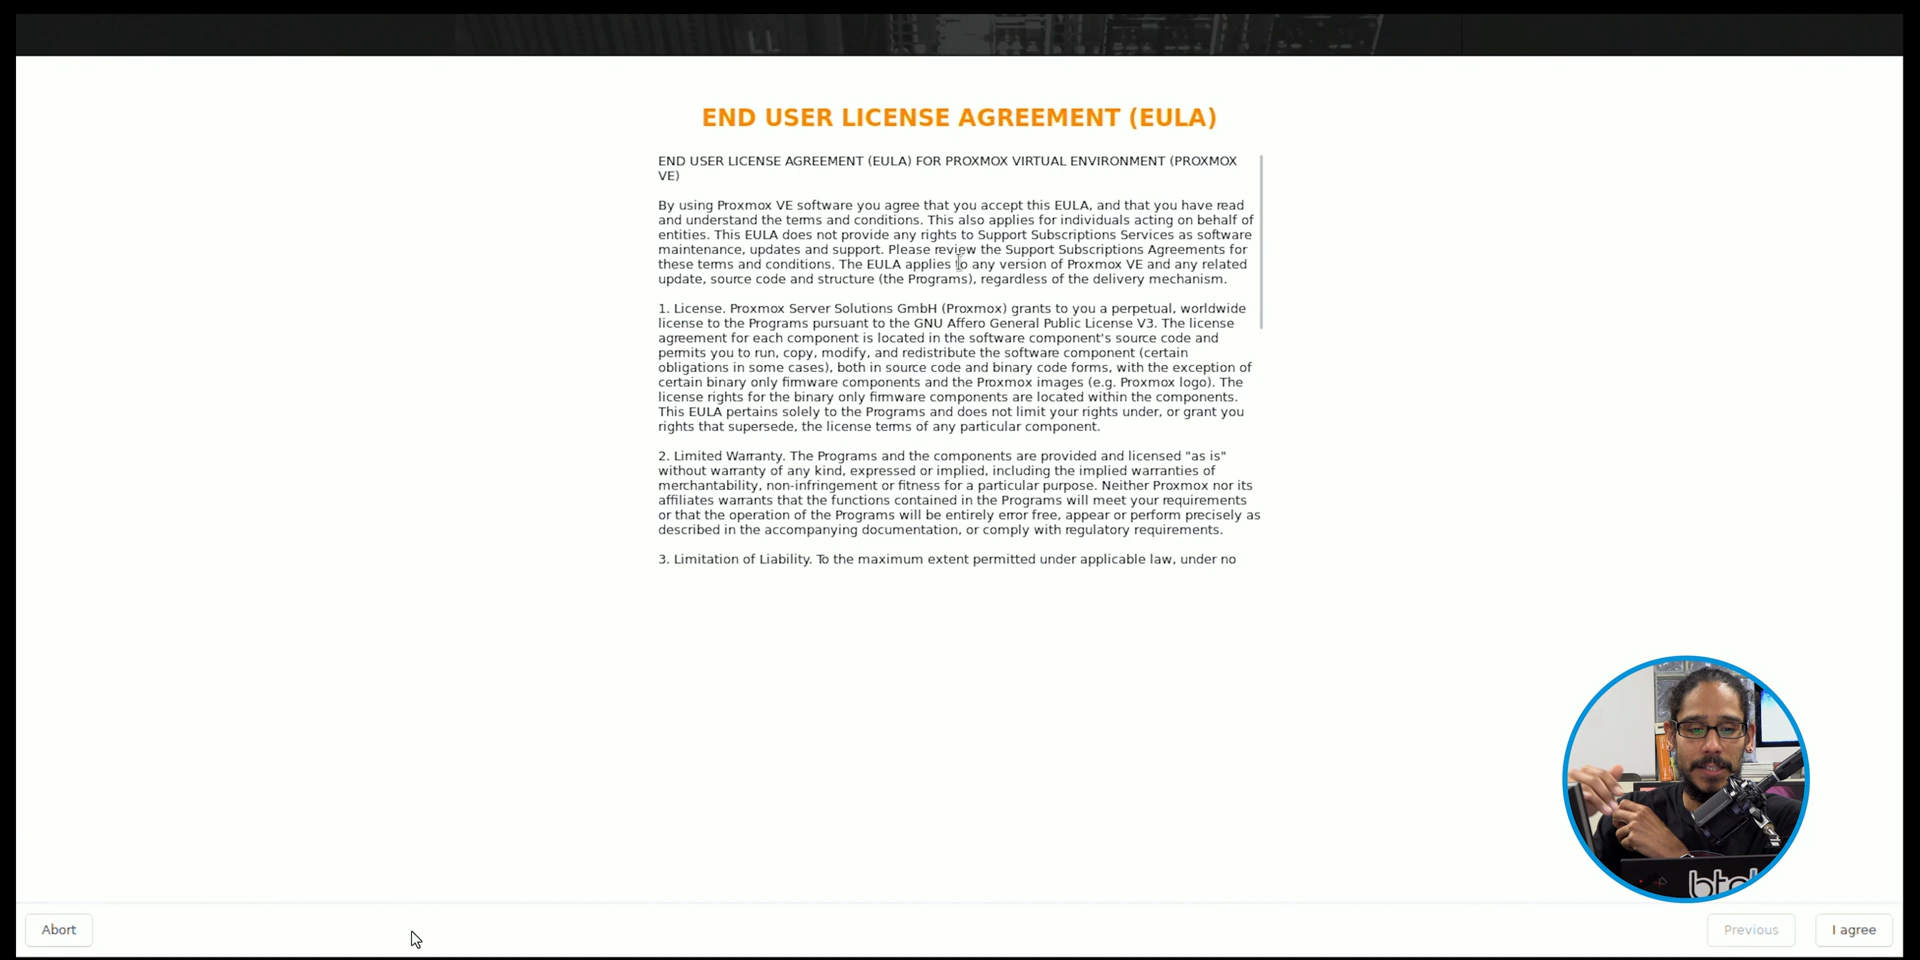 END USER LICENSE AGREEMENT (EULA)
END USER LICENSE AGREEMENT (EULA) FOR PROXMOX VIRTUAL ENVIRONMENT (PROXMOX
VE)
By using Proxmox VE software you agree that you accept this EULA, and that you have read
and understand the terms and conditions. This also applies for individuals acting on behalf of
entities. This EULA does not provide any rights to Support Subscriptions Services as software
maintenance, updates and support. Please review the Support Subscriptions Agreements for
these terms and conditions. The EULA applies to any version of Proxmox VE and any related
update, source code and structure (the Programs), regardless of the delivery mechanism.
1. License. Proxmox Server Solutions GmbH (Proxmox) grants to you a perpetual, worldwide
license to the Programs pursuant to the GNU Affero General Public License V3. The license
agreement for each component is located in the software component's source code and
permits you to run, copy, modify, and redistribute the software component (certain
obligations in some cases), both in source code and binary code forms, with the exception of
certain binary only firmware components and the Proxmox images (e.g. Proxmox logo). The
license rights for the binary only firmware components are located within the components.
This EULA pertains solely to the Programs and does not limit your rights under, or grant you
rights that supersede, the license terms of any particular component.
2. Limited Warranty. The Programs and the components are provided and licensed "as is"
without warranty of any kind, expressed or implied, including the implied warranties of
merchantability, non-infringement or fitness for a particular purpose. Neither Proxmox nor its
affiliates warrants that the functions contained in the Programs will meet your requirements
or that the operation of the Programs will be entirely error free, appear or perform precisely as
described in the accompanying documentation, or comply with regulatory requirements.
3. Limitation of Liability. To the maximum extent permitted under applicable law, under no
Abort
Previous
I agree